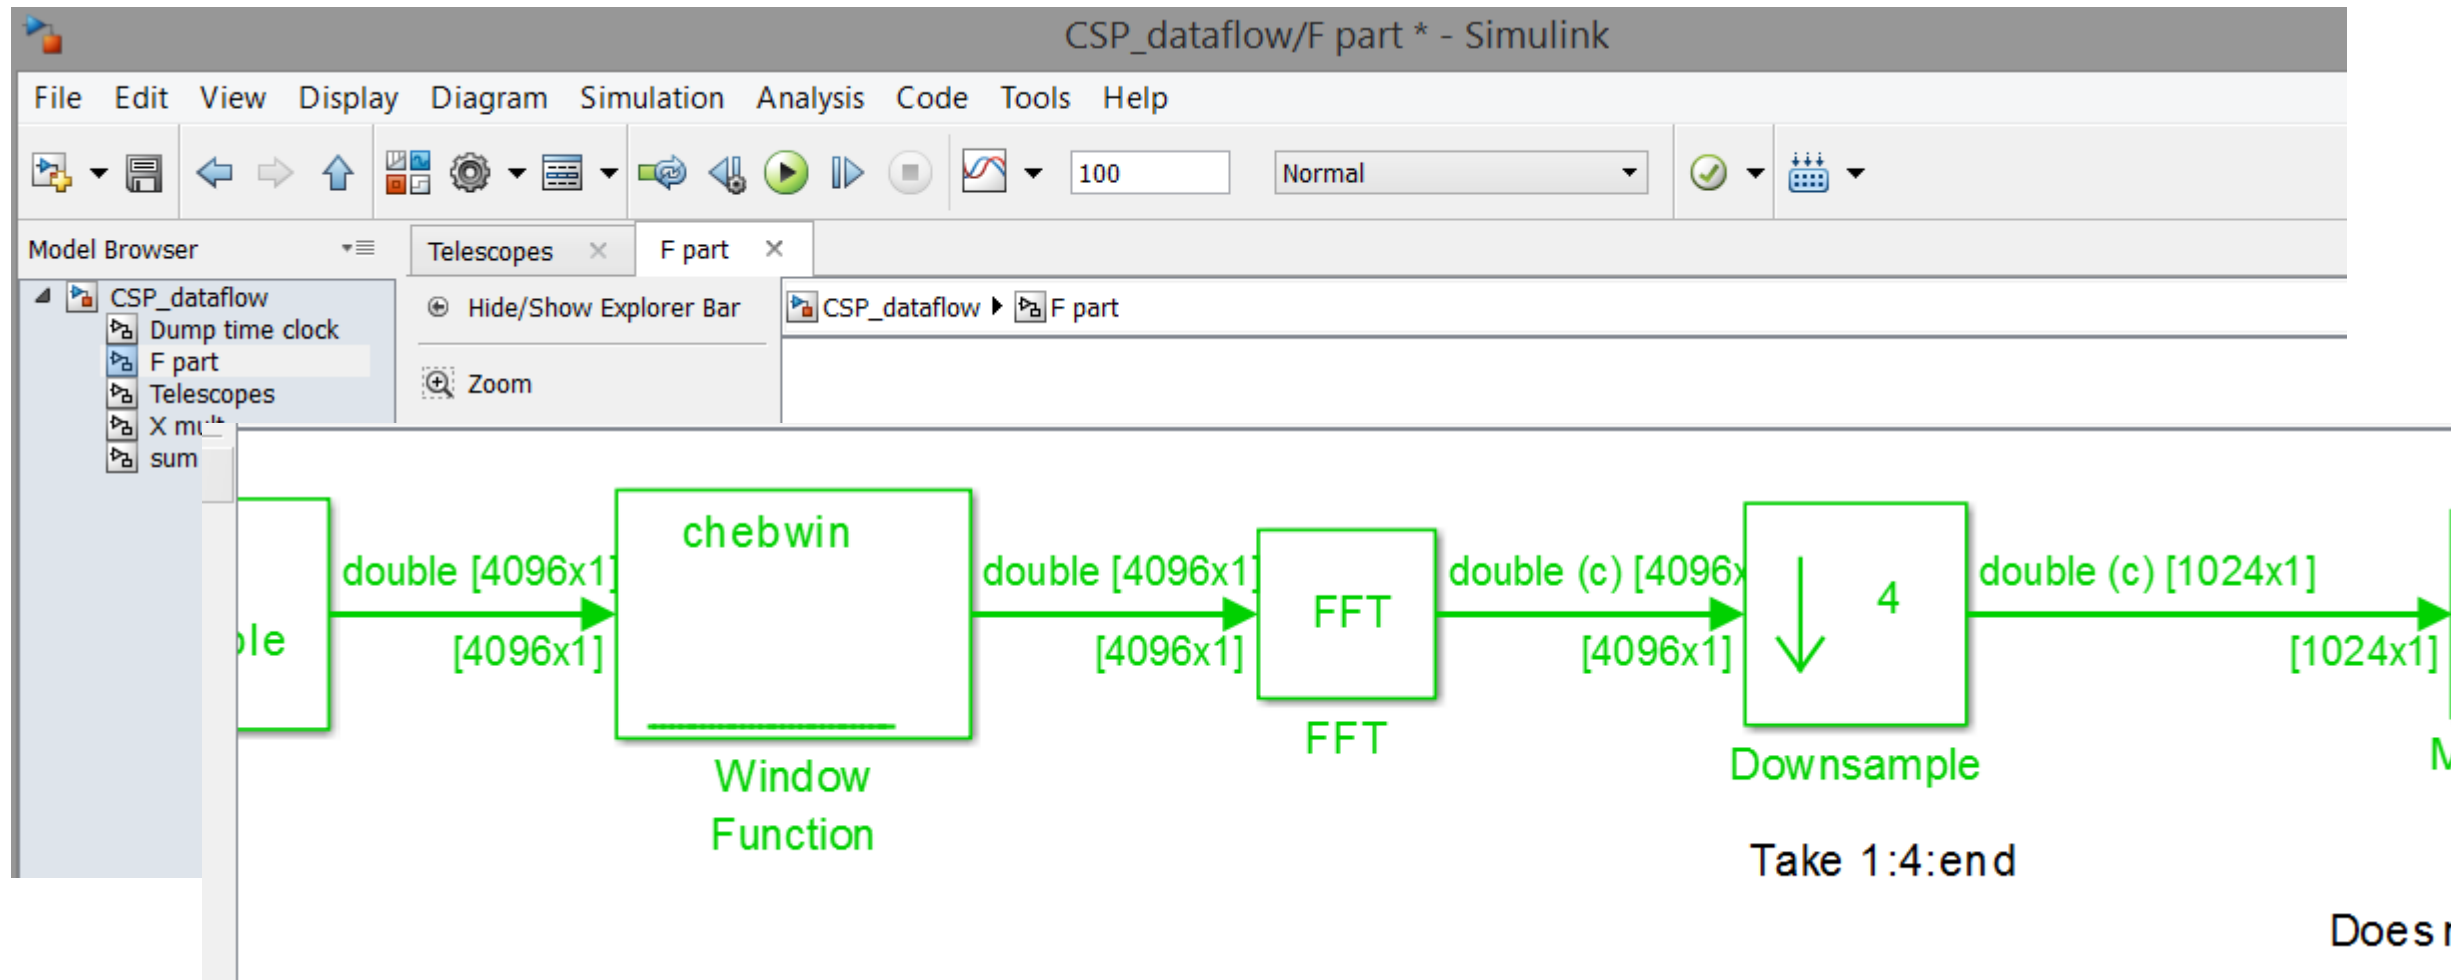 CSP_dataflow/F part * - Simulink
File Edit View Display Diagram Simulation Analysis Code Tools Help
100 Normal
Model Browser
Telescopes F part
CSP_dataflow
Dump time clock
F part
Telescopes
X mult
sum
Hide/Show Explorer Bar
CSP_dataflow F part
Zoom
double [4096x1]
[4096x1]
chebwin
Window
Function
double [4096x1]
[4096x1]
FFT
FFT
double (c) [4096x
[4096x1]
4
Downsample
double (c) [1024x1]
[1024x1]
Take 1:4:end
Does